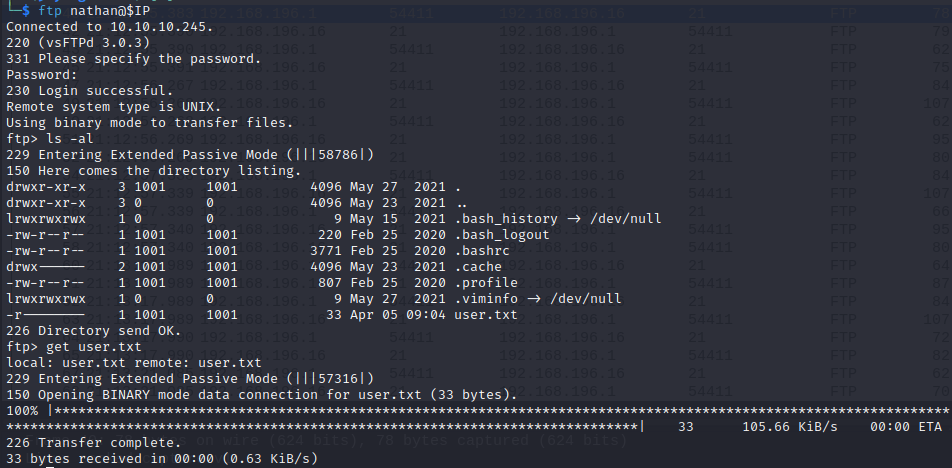 └─$ ftp nathan@$IP
Connected to 10.10.10.245.
220 (vsFTPd 3.0.3)
331 Please specify the password.
Password:
230 Login successful.
Remote system type is UNIX.
Using binary mode to transfer files.
ftp> ls -al
229 Entering Extended Passive Mode (|||58786|)
150 Here comes the directory listing.
drwxr-xr-x    3 1001     1001         4096 May 27  2021 .
drwxr-xr-x    3 0        0            4096 May 23  2021 ..
lrwxrwxrwx    1 0        0               9 May 15  2021 .bash_history -> /dev/null
-rw-r--r--    1 1001     1001          220 Feb 25  2020 .bash_logout
-rw-r--r--    1 1001     1001         3771 Feb 25  2020 .bashrc
drwx------    2 1001     1001         4096 May 23  2021 .cache
-rw-r--r--    1 1001     1001          807 Feb 25  2020 .profile
lrwxrwxrwx    1 0        0               9 May 27  2021 .viminfo -> /dev/null
-r--------    1 1001     1001           33 Apr 05 09:04 user.txt
226 Directory send OK.
ftp> get user.txt
local: user.txt remote: user.txt
229 Entering Extended Passive Mode (|||57316|)
150 Opening BINARY mode data connection for user.txt (33 bytes).
100% |***********************************************************************************************************
*******************************************************************************|    33      105.66 KiB/s    00:00 ETA
226 Transfer complete.
33 bytes received in 00:00 (0.63 KiB/s)